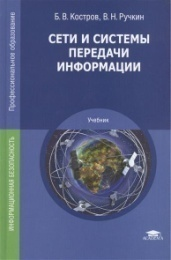 Б. В. Костров, В. Н. Ручкин
СЕТИ И СИСТЕМЫ
ПЕРЕДАЧИ
ИНФОРМАЦИИ
Учебник
Профессиональное образование
ИНФОРМАЦИОННАЯ БЕЗОПАСНОСТЬ
ACADEMA